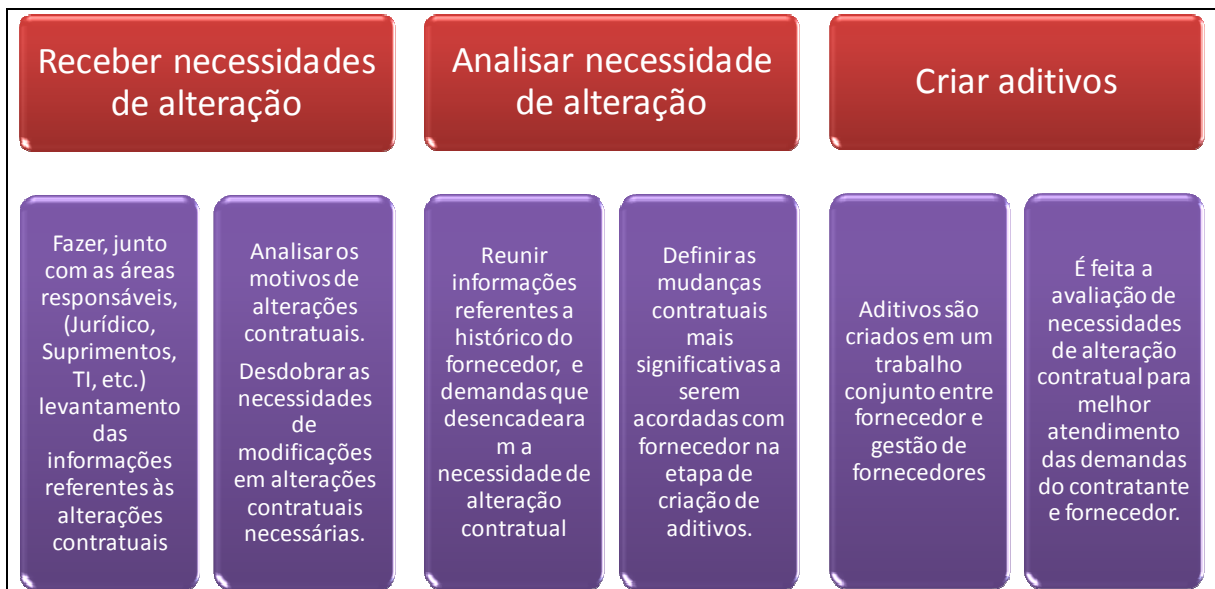 Receber necessidades
de alteração
Analisar necessidade
de alteração
Criar aditivos
Fazer, junto
com as áreas
responsáveis,
(Jurídico,
Suprimentos,
TI, etc.)
levantamento
das
informações
referentes às
alterações
contratuais
Analisar os
motivos de
alterações
contratuais.
Desdobrar as
necessidades
de
modificações
em alterações
contratuais
necessárias.
Reunir
informações
referentes a
histórico do
fornecedor, e
demandas que
desencadeara
m a
necessidade de
alteração
contratual
Definir as
mudanças
contratuais
mais
significativas a
serem
acordadas com
fornecedor na
etapa de
criação de
aditivos.
Aditivos são
criados em um
trabalho
conjunto entre
fornecedor e
gestão de
fornecedores
É feita a
avaliação de
necessidades
de alteração
contratual para
melhor
atendimento
das demandas
do contratante
e fornecedor.